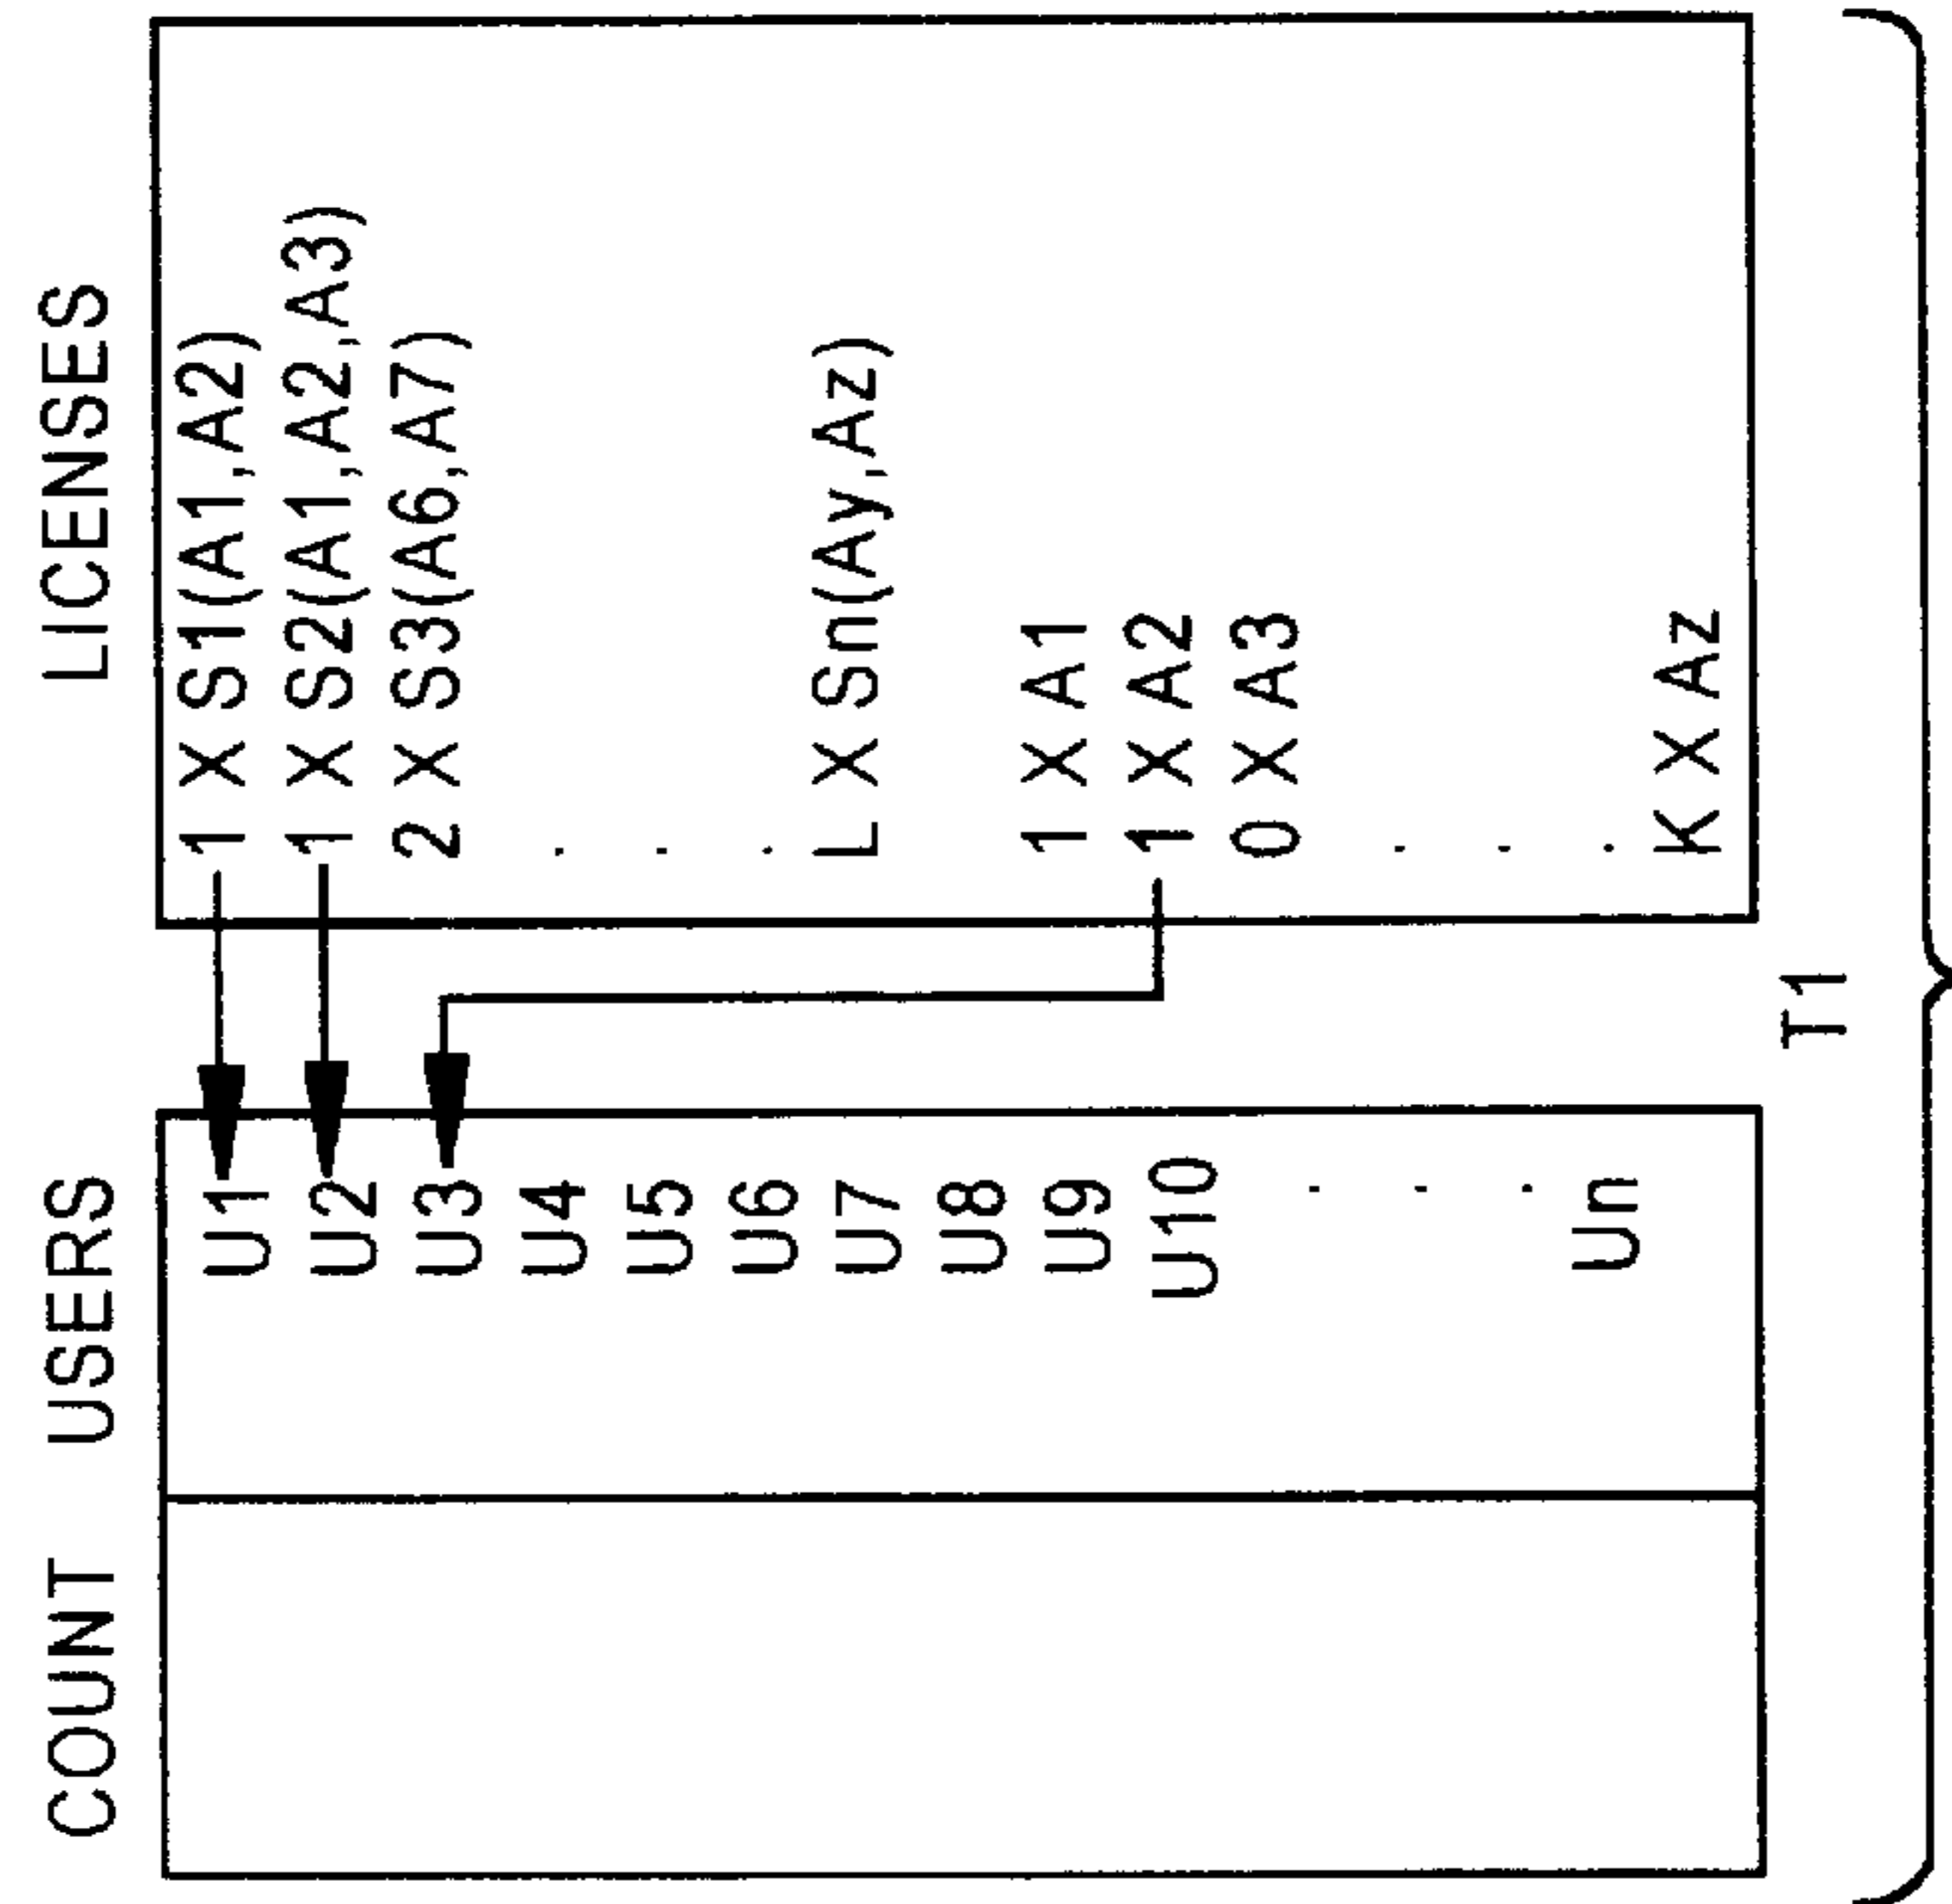 COUNT USERS LICENSES
U1
U2
U3
U4
U5
U6
U7
U8
U9
U10
.
.
.
Un
1 X S1(A1,A2)
1 X S2(A1,A2,A3)
2 X S3(A6,A7)
.
.
.
L X Sn(Ay,Az)
1 X A1
1 X A2
0 X A3
.
.
.
K X Az
T1